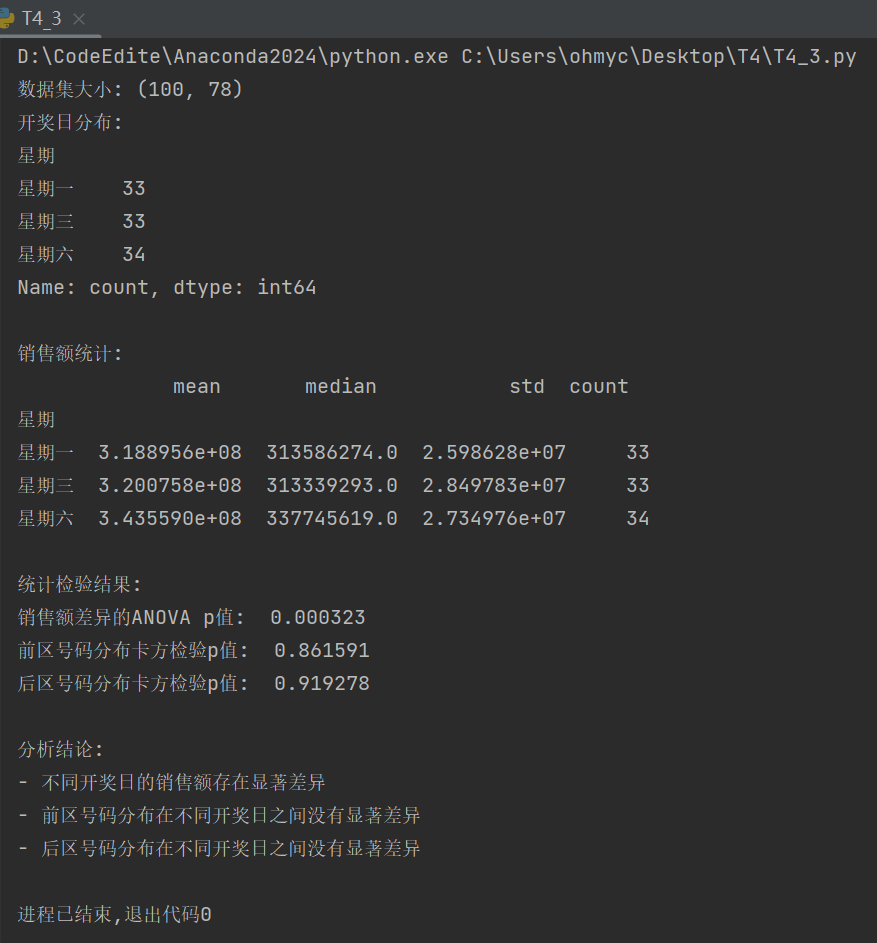 T4_3
D:\CodeEdite\Anaconda2024\python.exe C:\Users\ohmyc\Desktop\T4\T4_3.py
数据集大小: (100, 78)
开奖日分布:
星期
星期一    33
星期三    33
星期六    34
Name: count, dtype: int64
销售额统计:
mean       median           std  count
星期
星期一  3.188956e+08  313586274.0  2.598628e+07     33
星期三  3.200758e+08  313339293.0  2.849783e+07     33
星期六  3.435590e+08  337745619.0  2.734976e+07     34
统计检验结果:
销售额差异的ANOVA p值:  0.000323
前区号码分布卡方检验p值:  0.861591
后区号码分布卡方检验p值:  0.919278
分析结论:
- 不同开奖日的销售额存在显著差异
- 前区号码分布在不同开奖日之间没有显著差异
- 后区号码分布在不同开奖日之间没有显著差异
进程已结束,退出代码0